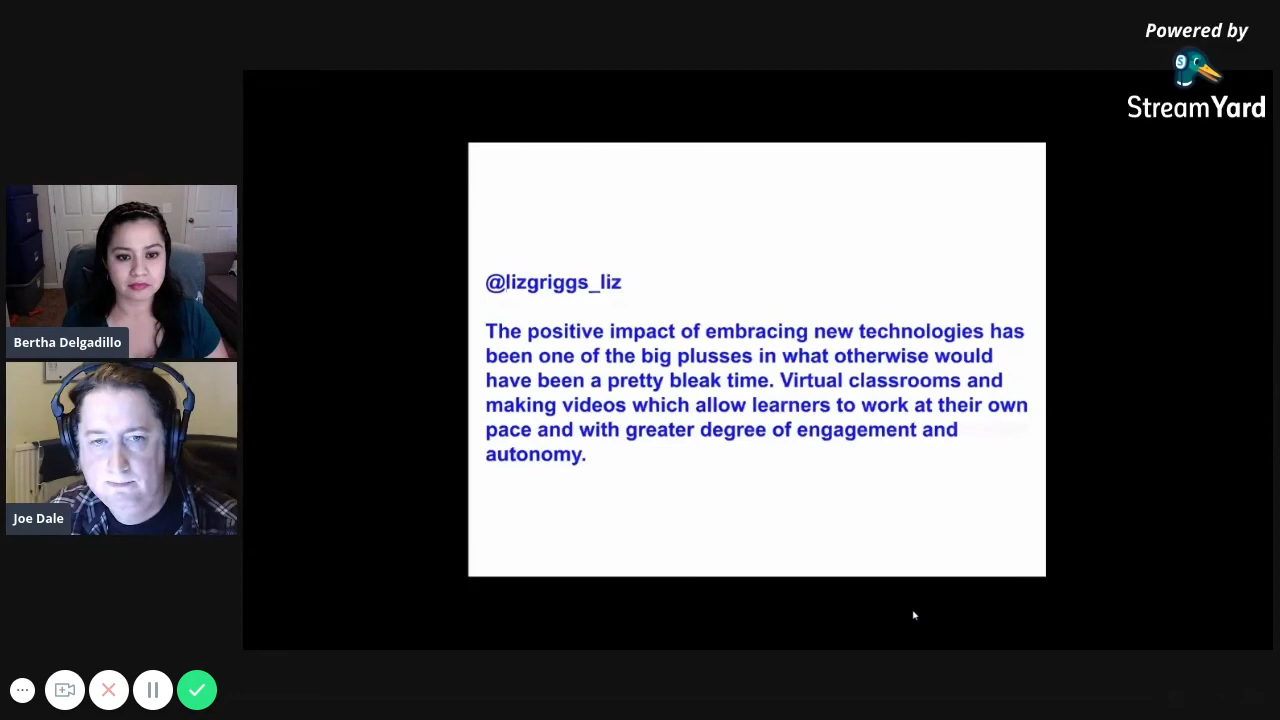 Powered by
StreamYard
@lizgriggs_liz
The positive impact of embracing new technologies has
been one of the big plusses in what otherwise would
have been a pretty bleak time. Virtual classrooms and
making videos which allow learners to work at their own
pace and with greater degree of engagement and
autonomy.
Bertha Delgadillo
Joe Dale